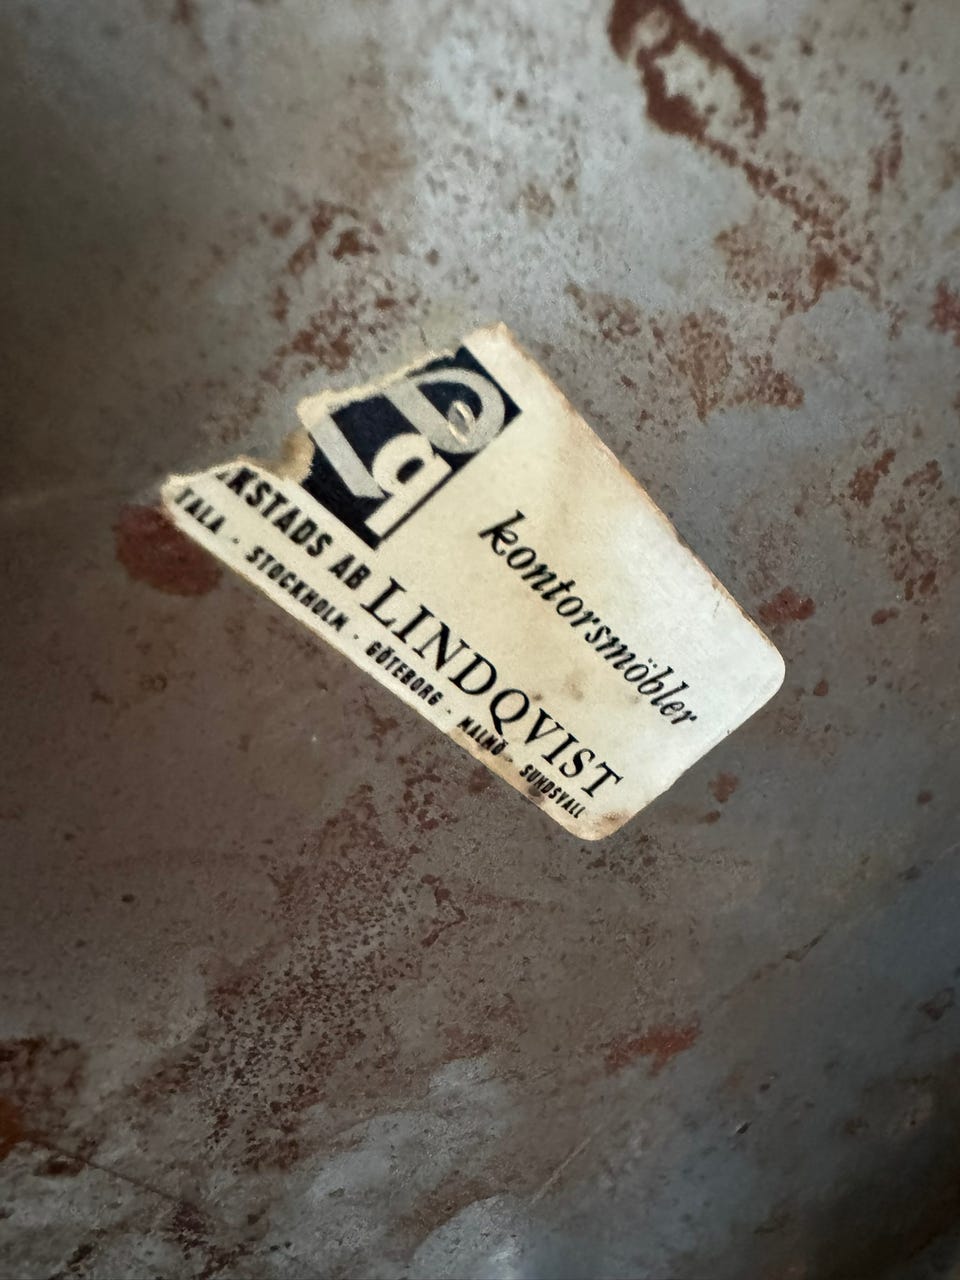 kontorsmöbler
KSTADS AB LINDQVIST
TALA · STOCKHOLM · GÖTEBORG · MALMÖ · SUNDSVALL